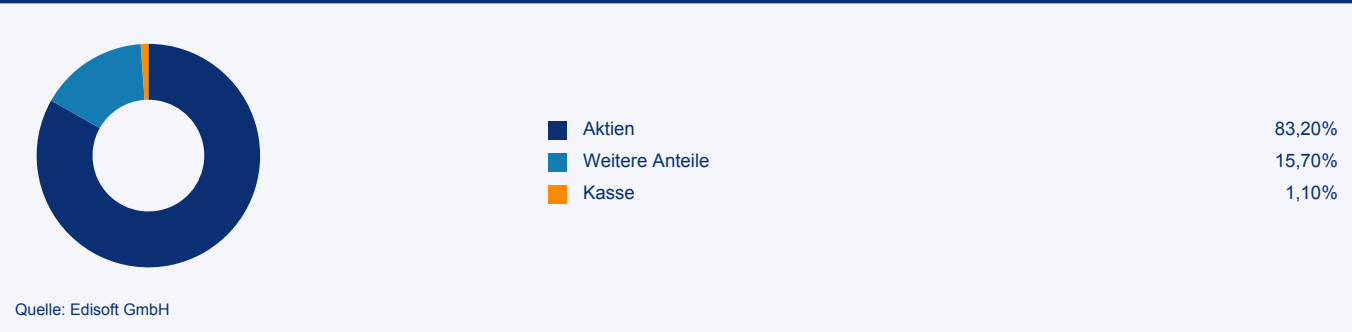 Aktien 83,20%
Weitere Anteile 15,70%
Kasse 1,10%
Quelle: Edisoft GmbH